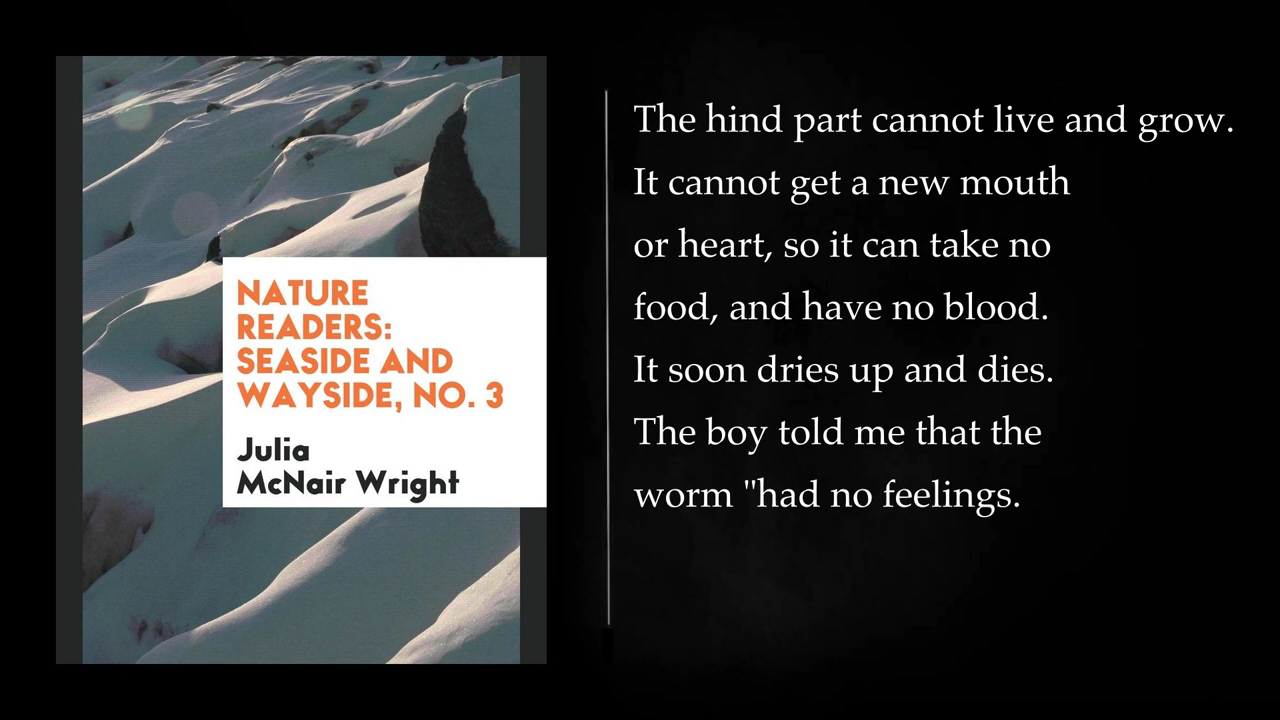 NATURE
READERS:
SEASIDE AND
WAYSIDE, NO. 3
Julia
McNair Wright
The hind part cannot live and grow.
It cannot get a new mouth
or heart, so it can take no
food, and have no blood.
It soon dries up and dies.
The boy told me that the
worm "had no feelings.